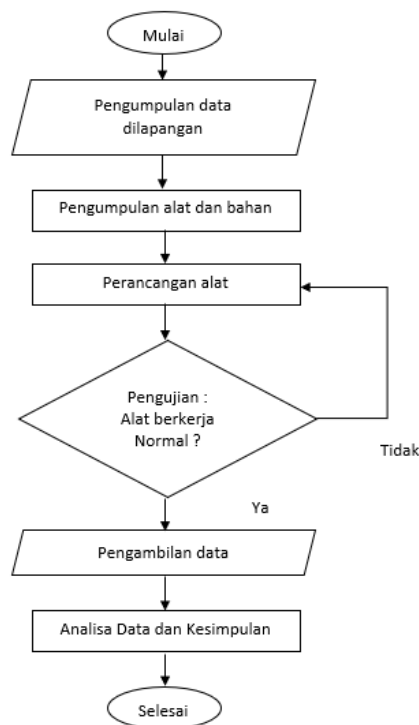 Mulai
Pengumpulan data
dilapangan
Pengumpulan alat dan bahan
Perancangan alat
Pengujian :
Alat berkerja
Normal ?
Tidak
Ya
Pengambilan data
Analisa Data dan Kesimpulan
Selesai